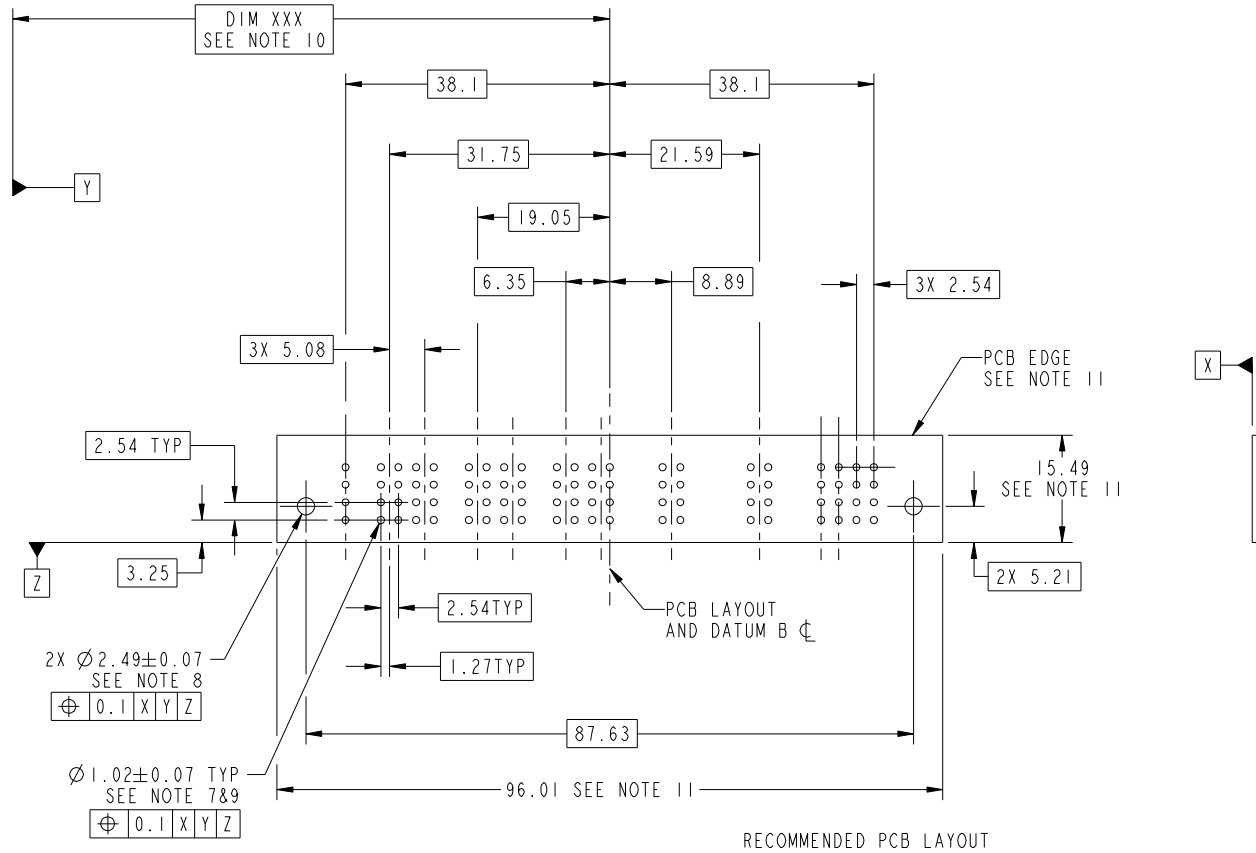 DIM XXX
SEE NOTE 10
38.1
38.1
31.75
21.59
Y
19.05
6.35
8.89
3X 2.54
3X 5.08
PCB EDGE
SEE NOTE 11
X
2.54 TYP
15.49
SEE NOTE 11
3.25
Z
2X 5.21
2.54TYP
PCB LAYOUT
AND DATUM B ℄
2X Ø2.49±0.07
SEE NOTE 8
⌖ 0.1 X Y Z
1.27TYP
87.63
Ø1.02±0.07 TYP
SEE NOTE 7&9
⌖ 0.1 X Y Z
96.01 SEE NOTE 11
RECOMMENDED PCB LAYOUT